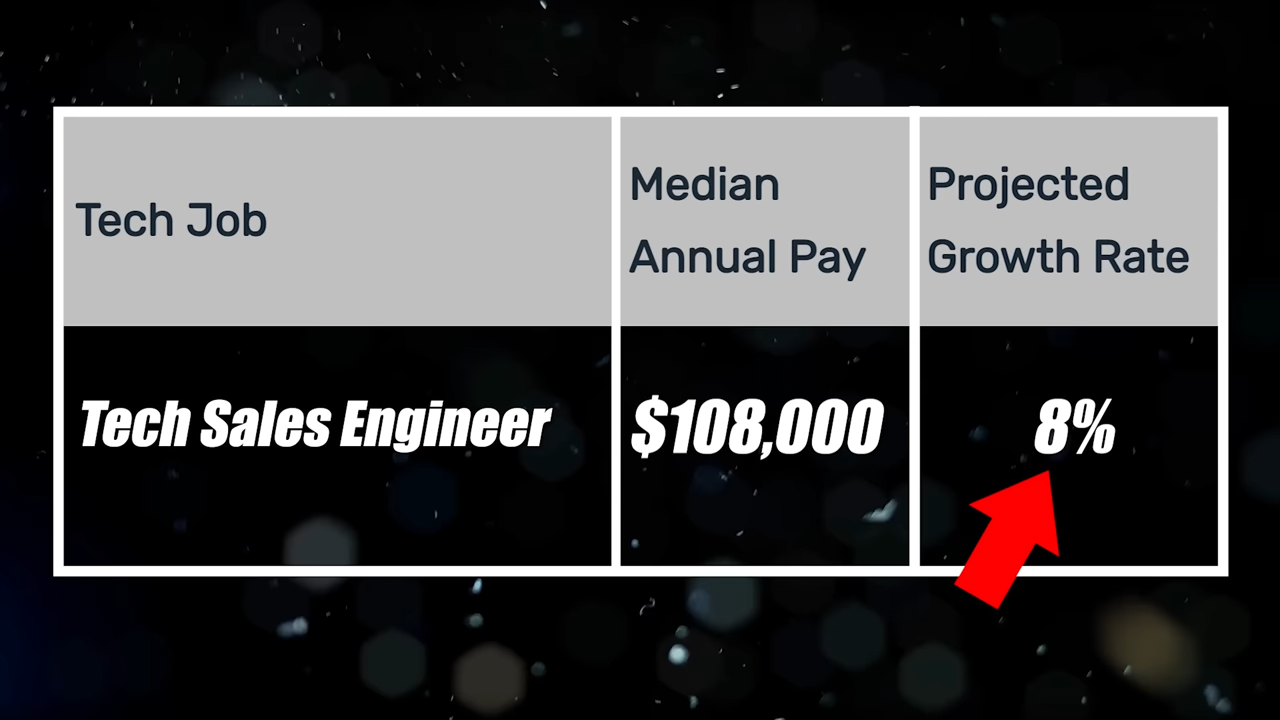 Tech Job
Median
Annual Pay
Projected
Growth Rate
Tech Sales Engineer
$108,000
8%